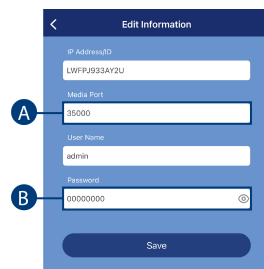 Edit Information
IP Address/ID
LWFPJ933AY2U
Media Port
A
35000
User Name
admin
Password
B
00000000
Save